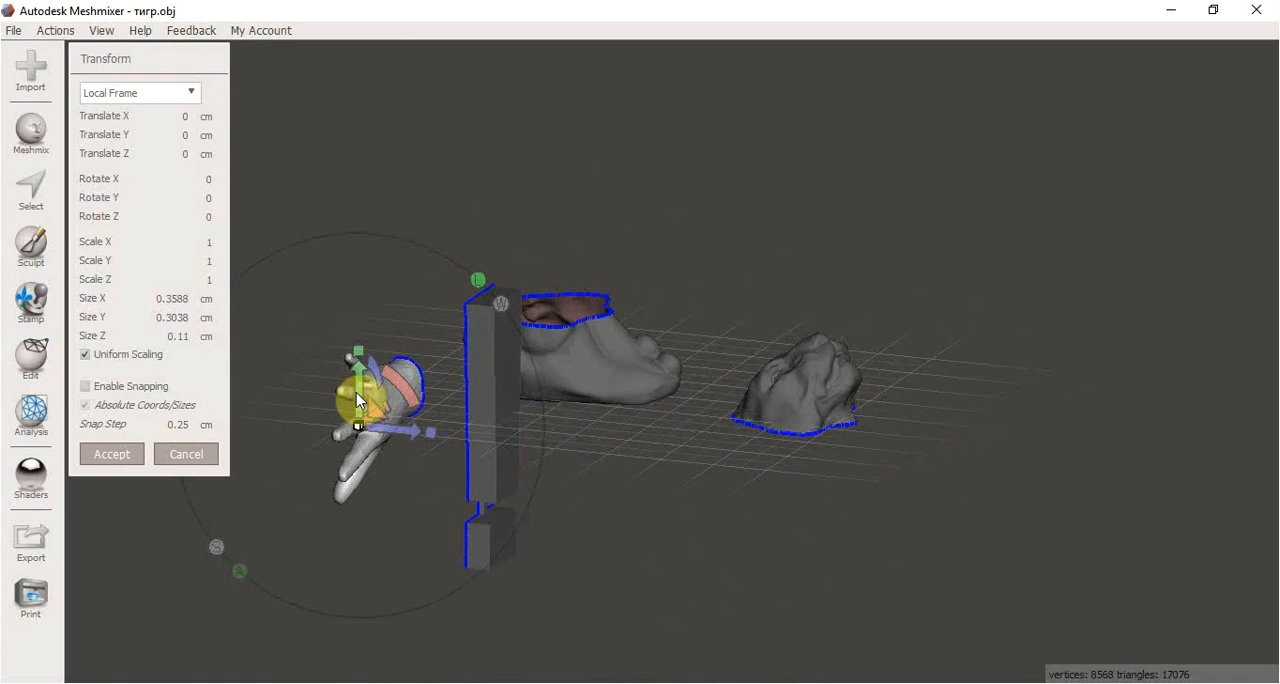 Autodesk Meshmixer - тигр.obj
File Actions View Help Feedback My Account
Import
Meshmix
Select
Sculpt
Stamp
Edit
Analysis
Shaders
Export
Print
Transform
Local Frame
Translate X 0 cm
Translate Y 0 cm
Translate Z 0 cm
Rotate X 0
Rotate Y 0
Rotate Z 0
Scale X 1
Scale Y 1
Scale Z 1
Size X 0.3588 cm
Size Y 0.3038 cm
Size Z 0.11 cm
Uniform Scaling
Enable Snapping
Absolute Coords/Sizes
Snap Step 0.25 cm
Accept Cancel
L
W
S
A
vertices: 8568 triangles: 17076